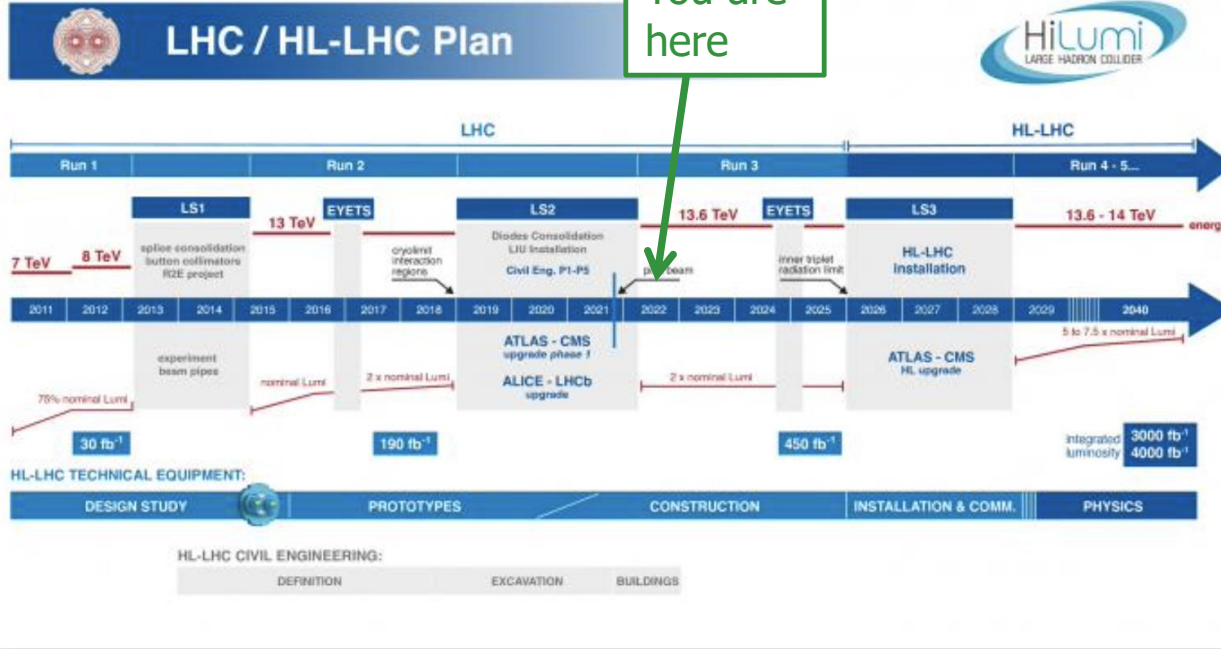 You are
here
LHC / HL-LHC Plan
HiLumi
LARGE HADRON COLLIDER
LHC
HL-LHC
Run 1
Run 2
Run 3
Run 4 - 5...
LS1
EYETS
LS2
EYETS
LS3
13 TeV
13.6 TeV
13.6 - 14 TeV
energ
7 TeV
8 TeV
splice consolidation
button collimators
R2E project
cryolimit
interaction
regions
Diodes Consolidation
LIU Installation
Civil Eng. P1-P5
beam
inner triplet
radiation limit
HL-LHC
installation
2011 2012 2013 2014 2015 2016 2017 2018 2019 2020 2021 2022 2023 2024 2025 2026 2027 2028 2029 2040
5 to 7.5 x nominal Lumi
experiment
beam pipes
ATLAS - CMS
upgrade phase 1
ALICE - LHCb
upgrade
ATLAS - CMS
HL upgrade
75% nominal Lumi
nominal Lumi
2 x nominal Lumi
2 x nominal Lumi
30 fb⁻¹
190 fb⁻¹
450 fb⁻¹
integrated
luminosity
3000 fb⁻¹
4000 fb⁻¹
HL-LHC TECHNICAL EQUIPMENT:
DESIGN STUDY
PROTOTYPES
CONSTRUCTION
INSTALLATION & COMM.
PHYSICS
HL-LHC CIVIL ENGINEERING:
DEFINITION
EXCAVATION
BUILDINGS